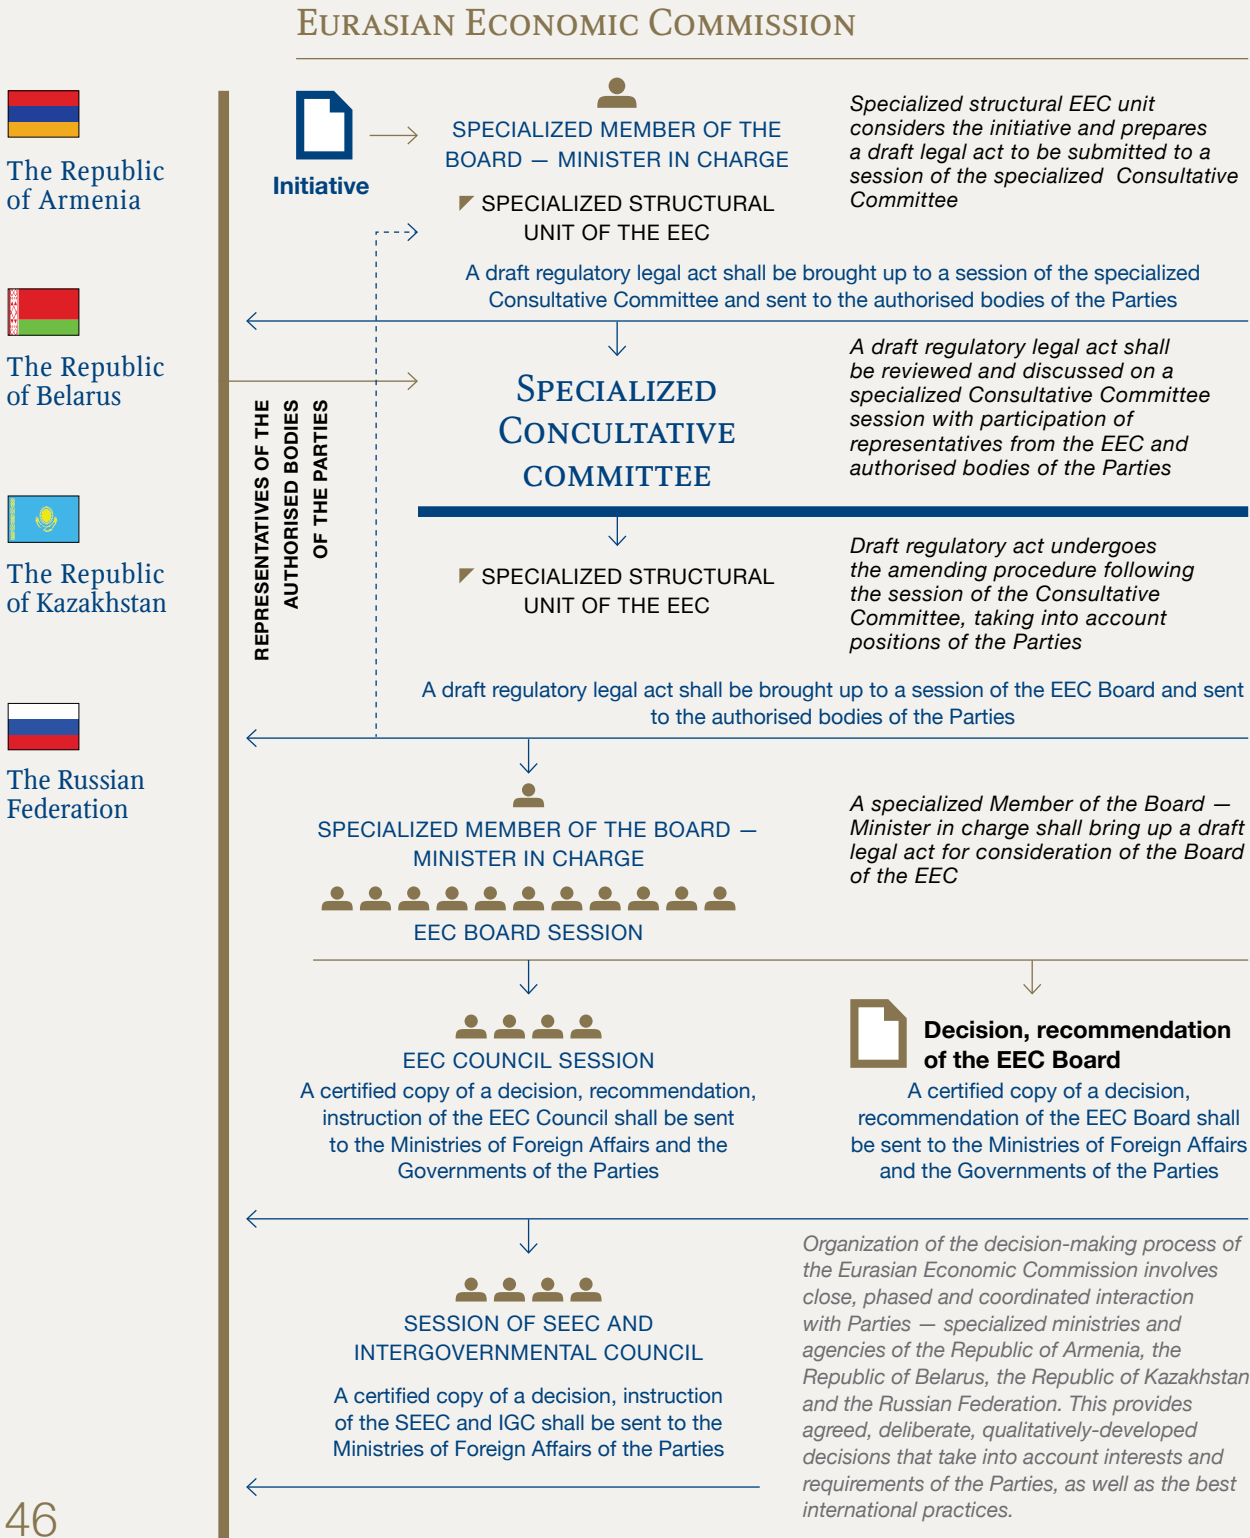 EURASIAN ECONOMIC COMMISSION
The Republic
of Armenia
The Republic
of Belarus
The Republic
of Kazakhstan
The Russian
Federation
Initiative
SPECIALIZED MEMBER OF THE
BOARD — MINISTER IN CHARGE
SPECIALIZED STRUCTURAL
UNIT OF THE EEC
Specialized structural EEC unit
considers the initiative and prepares
a draft legal act to be submitted to a
session of the specialized Consultative
Committee
A draft regulatory legal act shall be brought up to a session of the specialized
Consultative Committee and sent to the authorised bodies of the Parties
REPRESENTATIVES OF THE
AUTHORISED BODIES
OF THE PARTIES
SPECIALIZED
CONCULTATIVE
COMMITTEE
A draft regulatory legal act shall
be reviewed and discussed on a
specialized Consultative Committee
session with participation of
representatives from the EEC and
authorised bodies of the Parties
SPECIALIZED STRUCTURAL
UNIT OF THE EEC
Draft regulatory act undergoes
the amending procedure following
the session of the Consultative
Committee, taking into account
positions of the Parties
A draft regulatory legal act shall be brought up to a session of the EEC Board and sent
to the authorised bodies of the Parties
SPECIALIZED MEMBER OF THE BOARD —
MINISTER IN CHARGE
EEC BOARD SESSION
A specialized Member of the Board —
Minister in charge shall bring up a draft
legal act for consideration of the Board
of the EEC
EEC COUNCIL SESSION
A certified copy of a decision, recommendation,
instruction of the EEC Council shall be sent
to the Ministries of Foreign Affairs and the
Governments of the Parties
Decision, recommendation
of the EEC Board
A certified copy of a decision,
recommendation of the EEC Board shall
be sent to the Ministries of Foreign Affairs
and the Governments of the Parties
SESSION OF SEEC AND
INTERGOVERNMENTAL COUNCIL
A certified copy of a decision, instruction
of the SEEC and IGC shall be sent to the
Ministries of Foreign Affairs of the Parties
Organization of the decision-making process of
the Eurasian Economic Commission involves
close, phased and coordinated interaction
with Parties — specialized ministries and
agencies of the Republic of Armenia, the
Republic of Belarus, the Republic of Kazakhstan
and the Russian Federation. This provides
agreed, deliberate, qualitatively-developed
decisions that take into account interests and
requirements of the Parties, as well as the best
international practices.
46